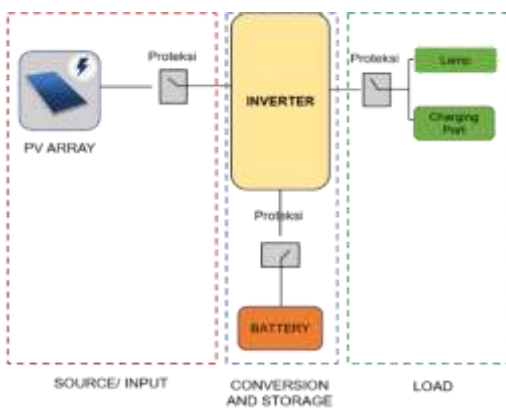 Proteksi
PV ARRAY
INVERTER
Proteksi
BATTERY
Proteksi
Lamp
Charging
Port
SOURCE/ INPUT
CONVERSION
AND STORAGE
LOAD